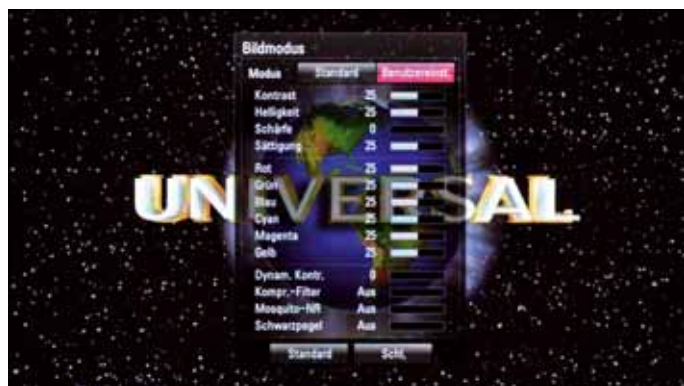 Bildmodus
Modus Standard Benutzereinst.
Kontrast 25
Helligkeit 25
Schärfe 0
Sättigung 25
Rot 25
Grün 25
Blau 25
Cyan 25
Magenta 25
Gelb 25
UNIVERSAL
Dynam. Kontr. 0
Kompr.-Filter Aus
Mosquito-NR Aus
Schwarzpegel Aus
Standard Schl.